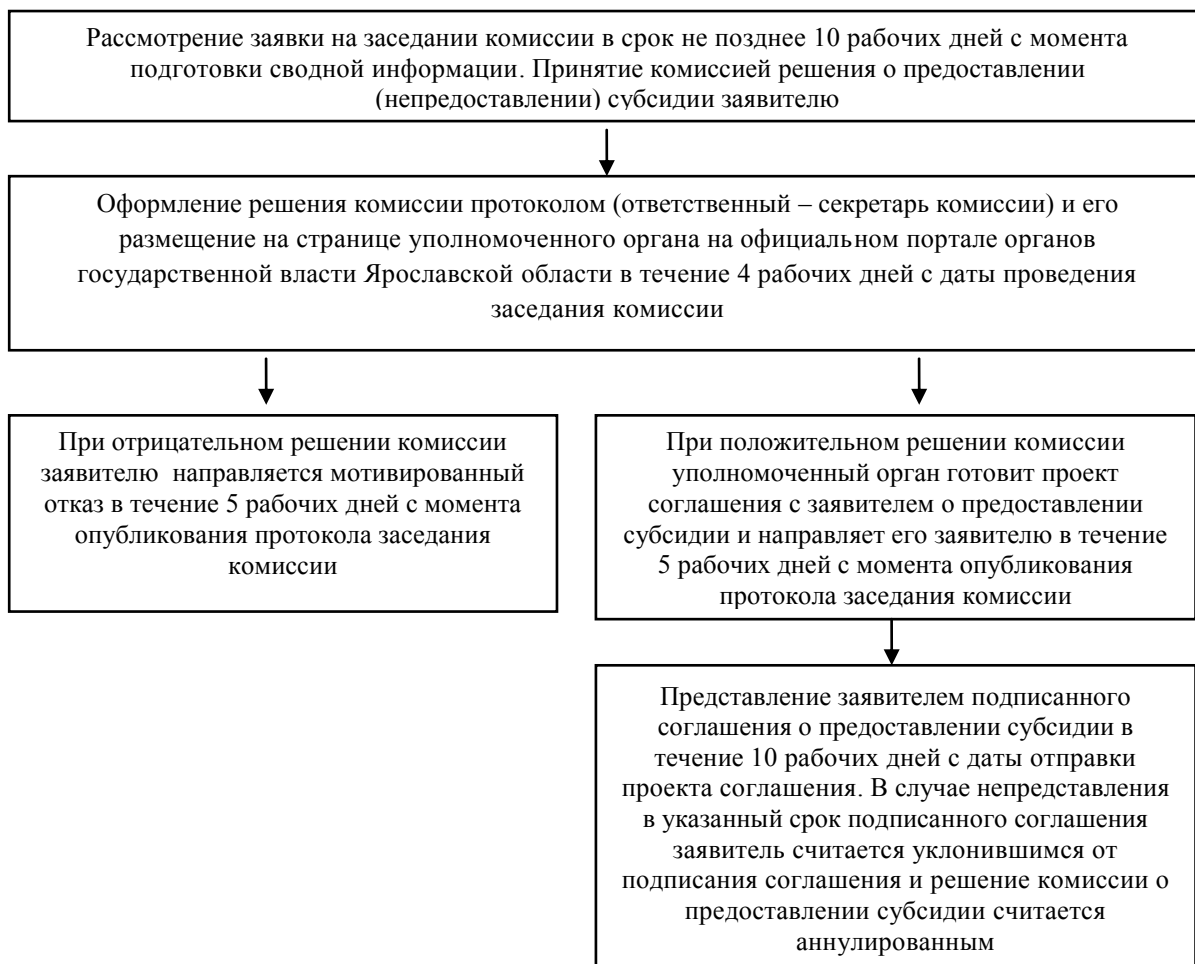 Рассмотрение заявки на заседании комиссии в срок не позднее 10 рабочих дней с момента
подготовки сводной информации. Принятие комиссией решения о предоставлении
(непредоставлении) субсидии заявителю
Оформление решения комиссии протоколом (ответственный – секретарь комиссии) и его
размещение на странице уполномоченного органа на официальном портале органов
государственной власти Ярославской области в течение 4 рабочих дней с даты проведения
заседания комиссии
При отрицательном решении комиссии
заявителю направляется мотивированный
отказ в течение 5 рабочих дней с момента
опубликования протокола заседания
комиссии
При положительном решении комиссии
уполномоченный орган готовит проект
соглашения с заявителем о предоставлении
субсидии и направляет его заявителю в течение
5 рабочих дней с момента опубликования
протокола заседания комиссии
Представление заявителем подписанного
соглашения о предоставлении субсидии в
течение 10 рабочих дней с даты отправки
проекта соглашения. В случае непредставления
в указанный срок подписанного соглашения
заявитель считается уклонившимся от
подписания соглашения и решение комиссии о
предоставлении субсидии считается
аннулированным